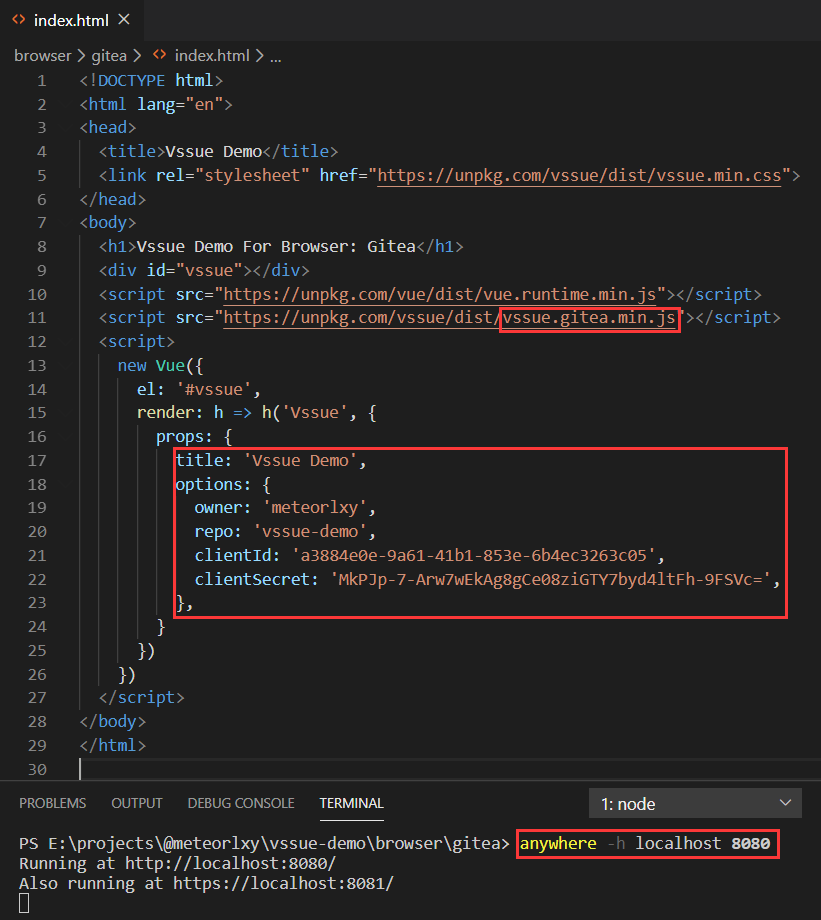 index.html
browser > gitea > index.html > ...
1 <!DOCTYPE html>
2 <html lang="en">
3 <head>
4 <title>Vssue Demo</title>
5 <link rel="stylesheet" href="https://unpkg.com/vssue/dist/vssue.min.css">
6 </head>
7 <body>
8 <h1>Vssue Demo For Browser: Gitea</h1>
9 <div id="vssue"></div>
10 <script src="https://unpkg.com/vue/dist/vue.runtime.min.js"></script>
11 <script src="https://unpkg.com/vssue/dist/vssue.gitea.min.js"></script>
12 <script>
13 new Vue({
14 el: '#vssue',
15 render: h => h('Vssue', {
16 props: {
17 title: 'Vssue Demo',
18 options: {
19 owner: 'meteorlxy',
20 repo: 'vssue-demo',
21 clientId: 'a3884e0e-9a61-41b1-853e-6b4ec3263c05',
22 clientSecret: 'MkPJp-7-Arw7wEkAg8gCe08ziGTY7byd4ltFh-9FSVc=',
23 },
24 }
25 })
26 })
27 </script>
28 </body>
29 </html>
30
PROBLEMS OUTPUT DEBUG CONSOLE TERMINAL 1: node
PS E:\projects\@meteorlxy\vssue-demo\browser\gitea> anywhere -h localhost 8080
Running at http://localhost:8080/
Also running at https://localhost:8081/